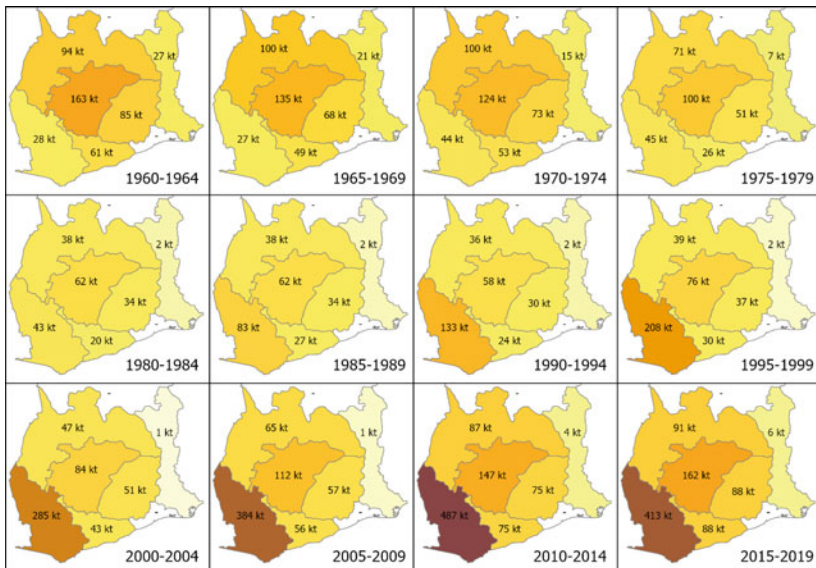 94 kt
27 kt
163 kt
85 kt
28 kt
61 kt
1960-1964
100 kt
21 kt
135 kt
68 kt
27 kt
49 kt
1965-1969
100 kt
15 kt
124 kt
73 kt
44 kt
53 kt
1970-1974
71 kt
7 kt
100 kt
51 kt
45 kt
26 kt
1975-1979
38 kt
2 kt
62 kt
34 kt
43 kt
20 kt
1980-1984
38 kt
2 kt
62 kt
34 kt
83 kt
27 kt
1985-1989
36 kt
2 kt
58 kt
30 kt
133 kt
24 kt
1990-1994
39 kt
2 kt
76 kt
37 kt
208 kt
30 kt
1995-1999
47 kt
1 kt
84 kt
51 kt
285 kt
43 kt
2000-2004
65 kt
1 kt
112 kt
57 kt
384 kt
56 kt
2005-2009
87 kt
4 kt
147 kt
75 kt
487 kt
75 kt
2010-2014
91 kt
6 kt
162 kt
88 kt
413 kt
88 kt
2015-2019